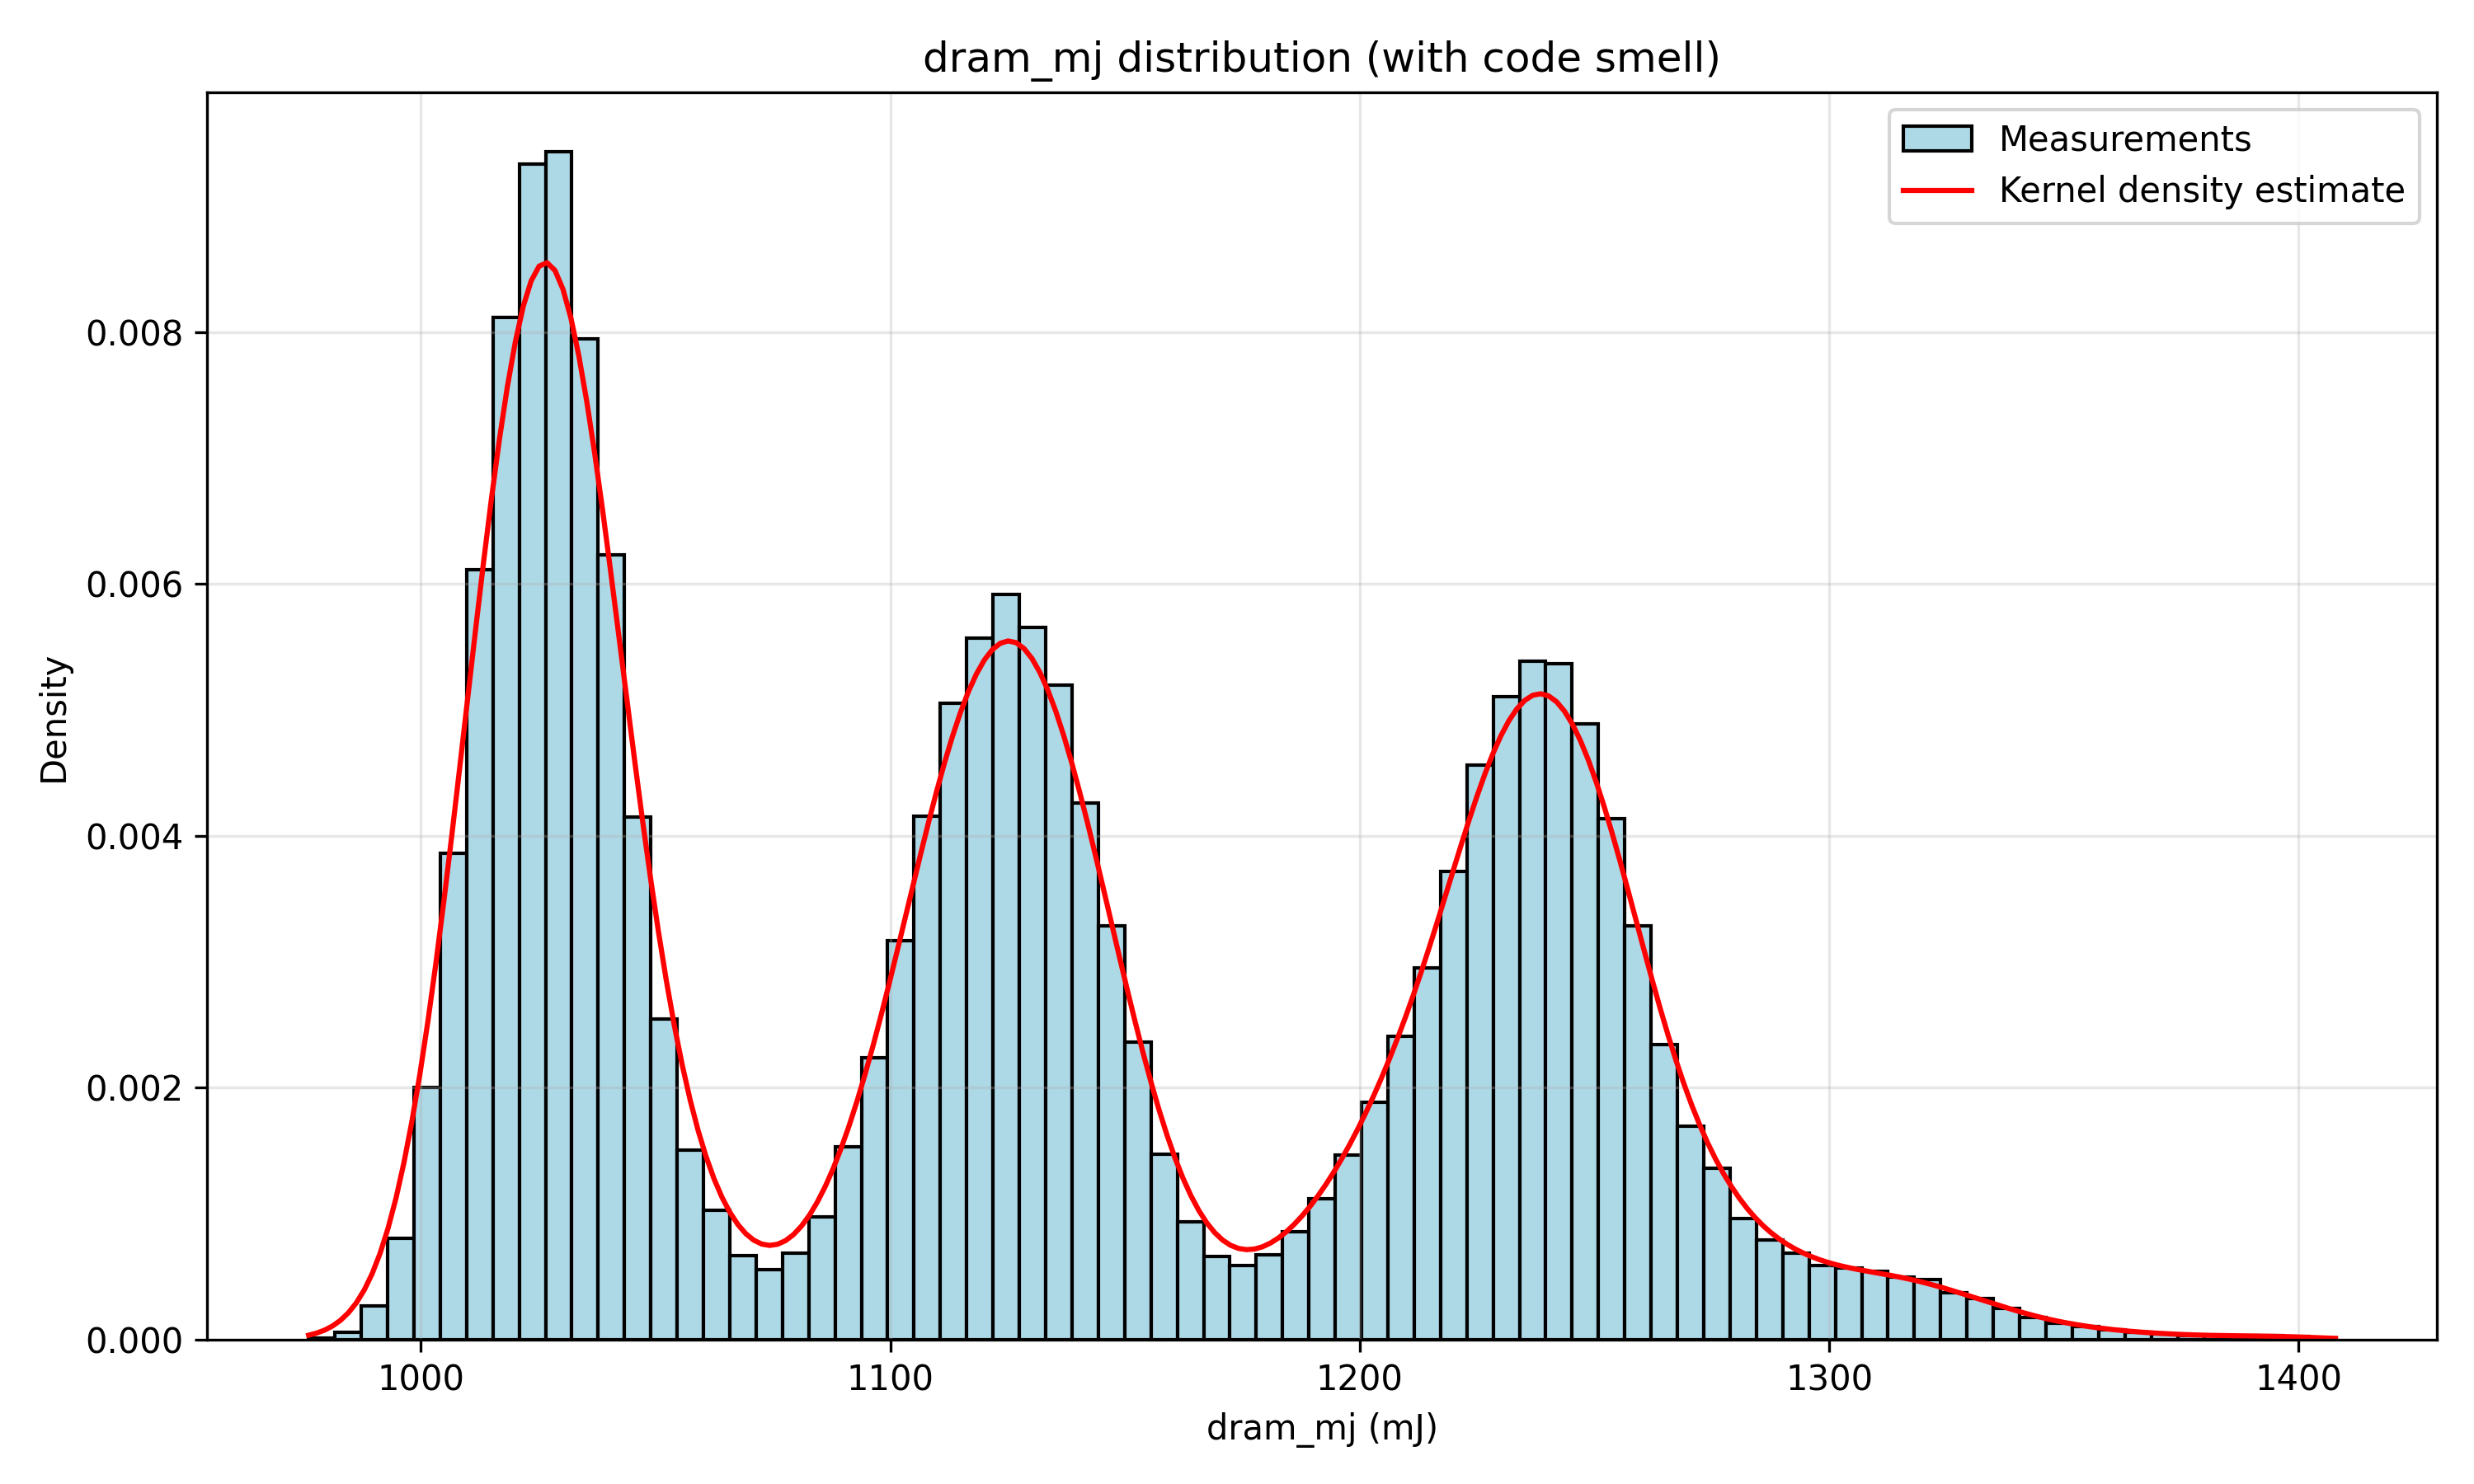 dram_mj distribution (with code smell)
Measurements
Kernel density estimate
Density
0.008
0.006
0.004
0.002
0.000
1000
1100
1200
1300
1400
dram_mj (mJ)